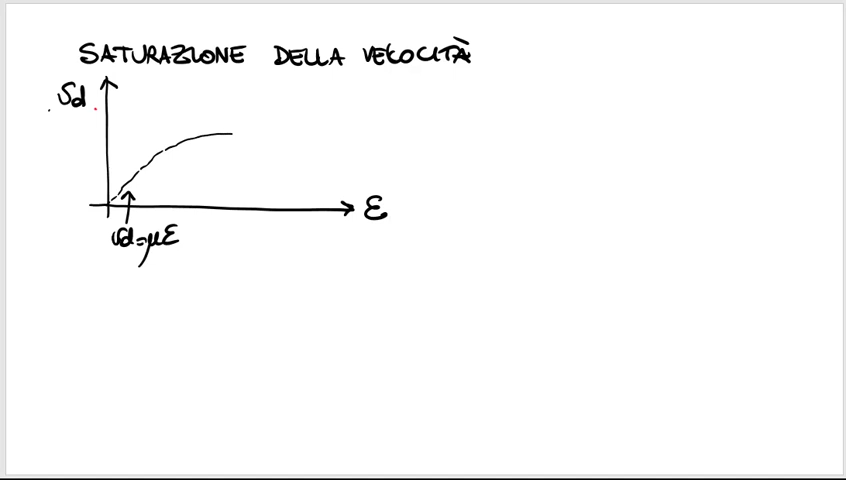 SATURAZIONE DELLA VELOCITÀ
vd
ε
vd=με